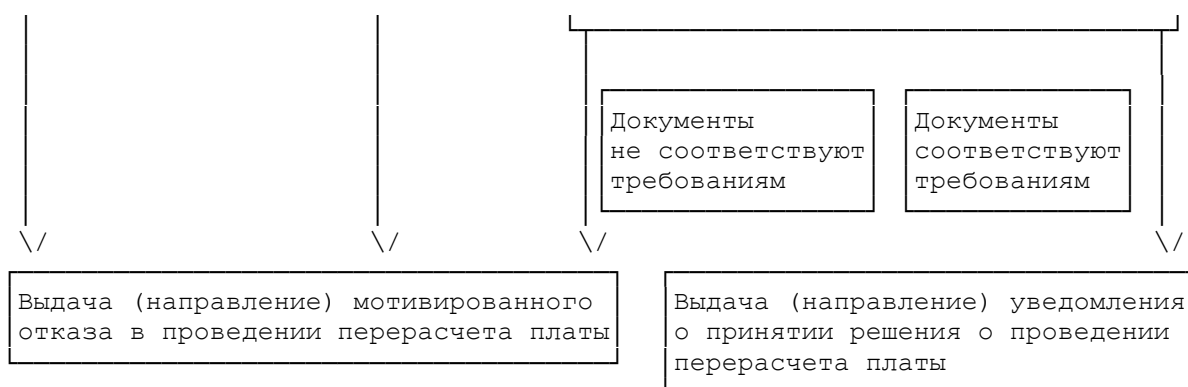 Документы
не соответствуют
требованиям
Документы
соответствуют
требованиям
Выдача (направление) мотивированного
отказа в проведении перерасчета платы
Выдача (направление) уведомления
о принятии решения о проведении
перерасчета платы